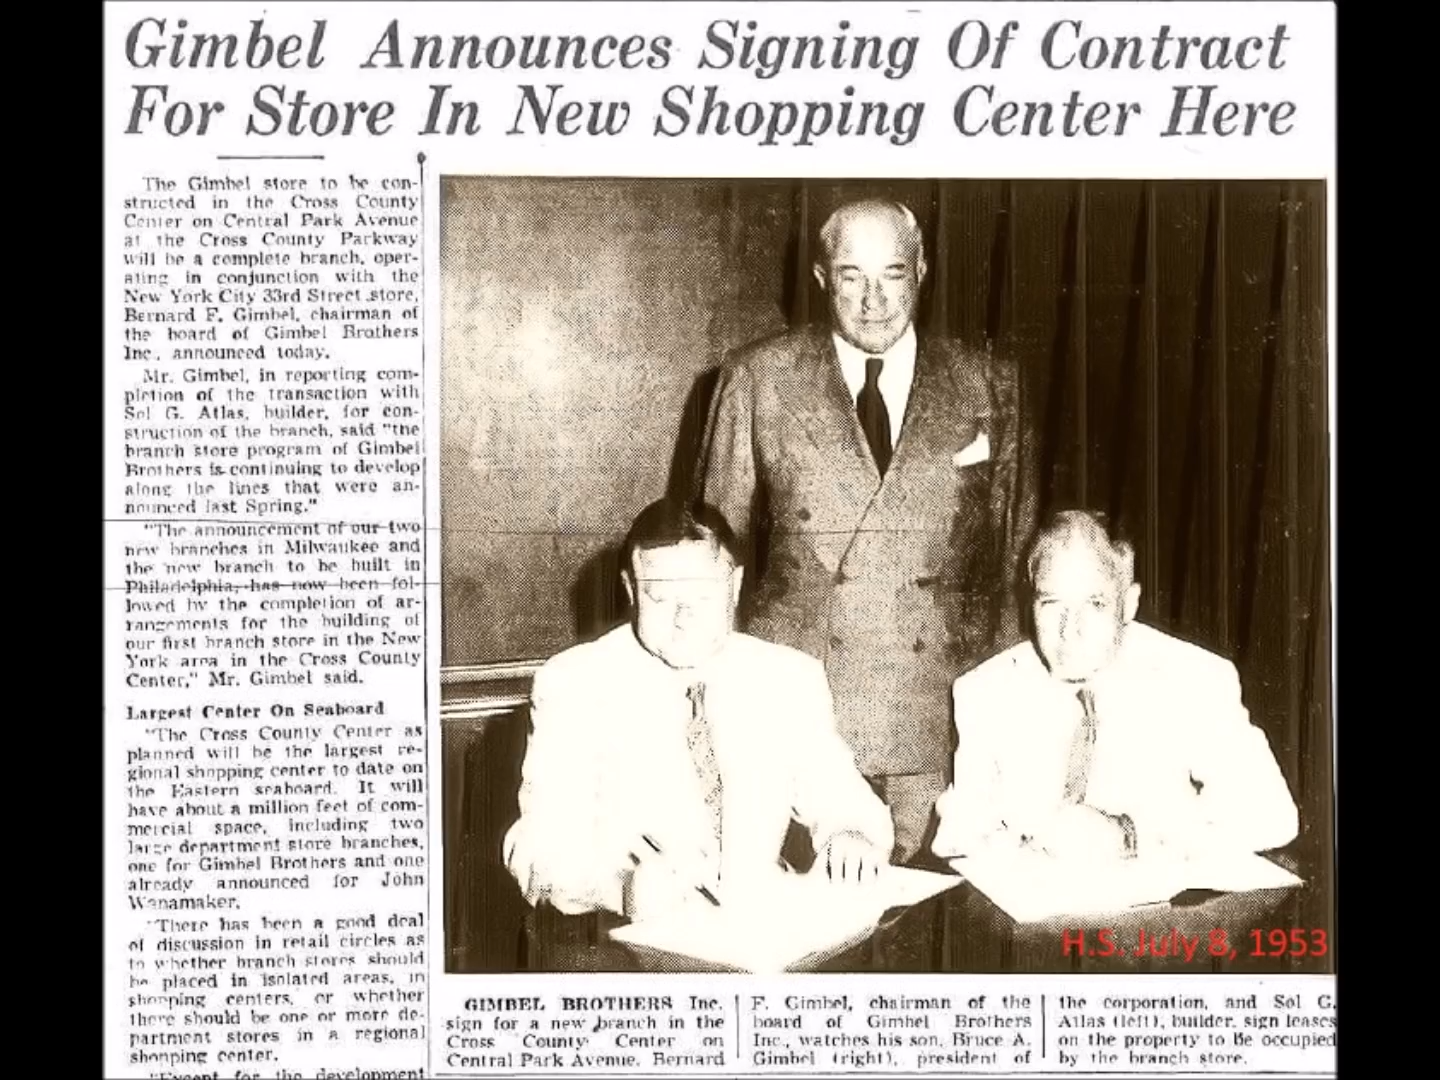 Gimbel Announces Signing Of Contract
For Store In New Shopping Center Here
The Gimbel store to be con-
structed in the Cross County
Center on Central Park Avenue
at the Cross County Parkway
will be a complete branch, oper-
ating in conjunction with the
New York City 33rd Street store,
Bernard F. Gimbel, chairman of
the board of Gimbel Brothers
Inc., announced today.
Mr. Gimbel, in reporting com-
pletion of the transaction with
Sol G. Atlas, builder, for con-
struction of the branch, said "the
branch store program of Gimbel
Brothers is continuing to develop
along the lines that were an-
nounced last Spring."
"The announcement of our two
new branches in Milwaukee and
the new branch to be built in
Philadelphia, has now been fol-
lowed by the completion of ar-
rangements for the building of
our first branch store in the New
York area in the Cross County
Center," Mr. Gimbel said.
Largest Center On Seaboard
"The Cross County Center as
planned will be the largest re-
gional shopping center to date on
the Eastern seaboard. It will
have about a million feet of com-
mercial space, including two
large department store branches,
one for Gimbel Brothers and one
already announced for John
Wanamaker.
"There has been a good deal
of discussion in retail circles as
to whether branch stores should
be placed in isolated areas, in
shopping centers, or whether
there should be one or more de-
partment stores in a regional
shopping center.
"Except for the development
H.S. July 8, 1953
GIMBEL BROTHERS Inc.
sign for a new branch in the
Cross County Center on
Central Park Avenue. Bernard
F. Gimbel, chairman of the
board of Gimbel Brothers
Inc., watches his son, Bruce A.
Gimbel (right), president of
the corporation, and Sol G.
Atlas (left), builder, sign leases
on the property to be occupied
by the branch store.